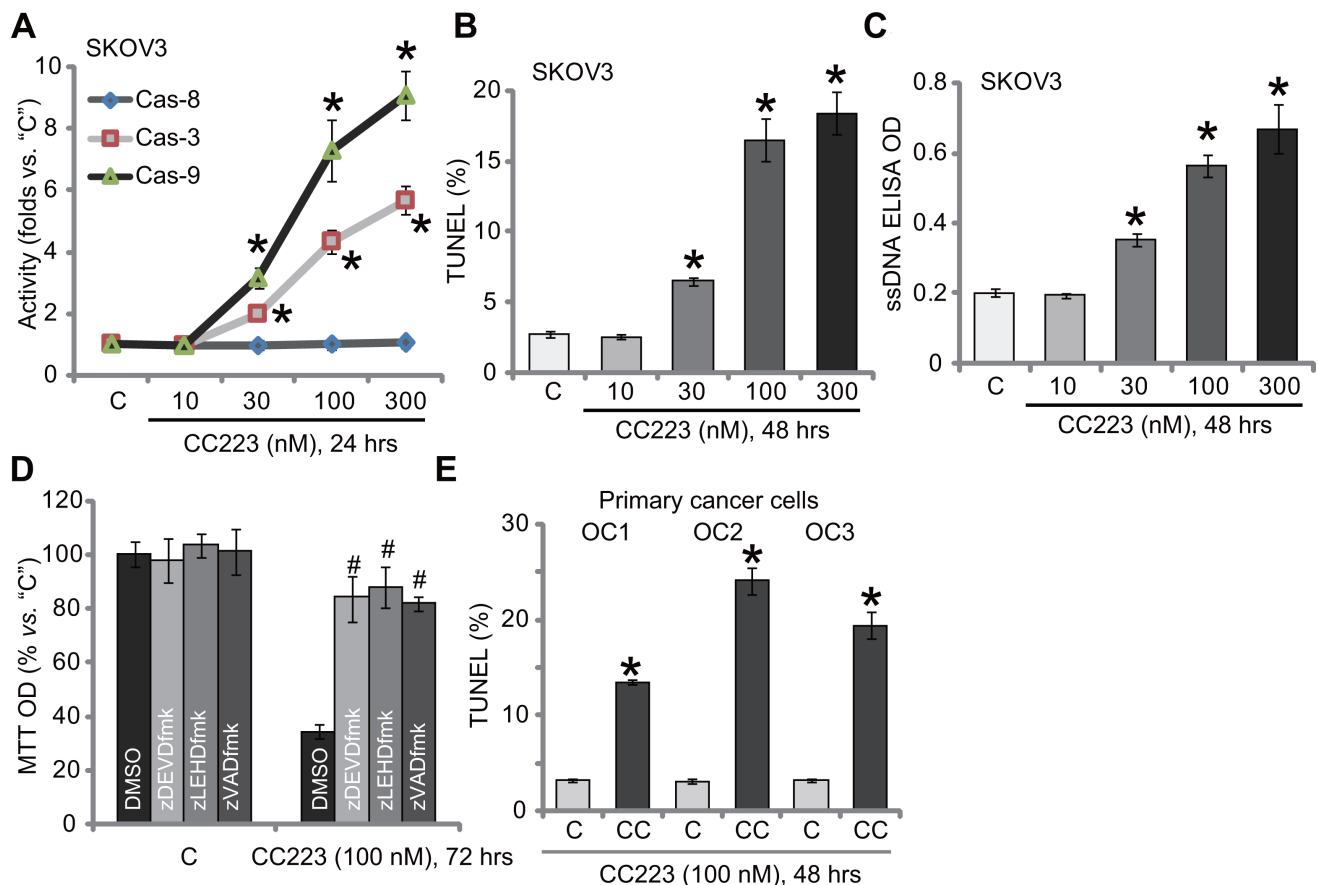 A
SKOV3
Activity (folds vs. “C”)
10
8
6
4
2
0
Cas-8
Cas-3
Cas-9
*
*
*
*
*
*
C 10 30 100 300
CC223 (nM), 24 hrs
B
SKOV3
TUNEL (%)
20
15
10
5
0
*
*
*
C 10 30 100 300
CC223 (nM), 48 hrs
C
SKOV3
ssDNA ELISA OD
0.8
0.6
0.4
0.2
0
*
*
*
C 10 30 100 300
CC223 (nM), 48 hrs
D
MTT OD (% vs. “C”)
120
100
80
60
40
20
0
DMSO
zDEVDfmk
zLEHDfmk
zVADfmk
DMSO
zDEVDfmk
zLEHDfmk
zVADfmk
#
#
#
C CC223 (100 nM), 72 hrs
E
Primary cancer cells
OC1 OC2 OC3
TUNEL (%)
30
20
10
0
*
*
*
C CC C CC C CC
CC223 (100 nM), 48 hrs